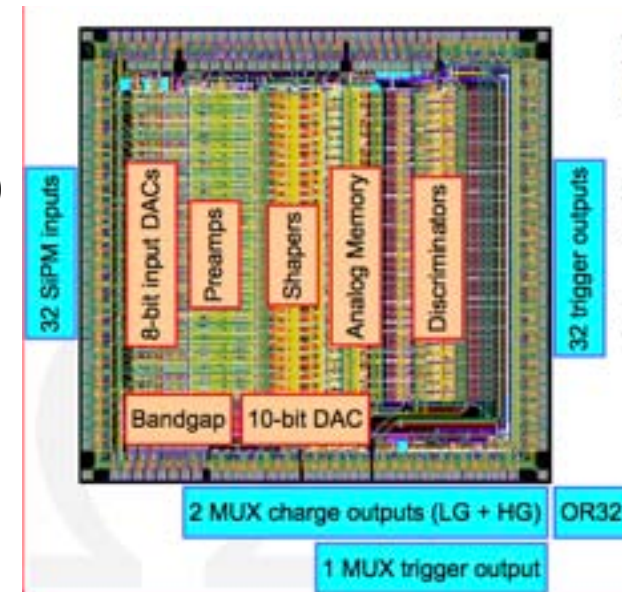 32 SiPM inputs
8-bit input DACs
Preamps
Shapers
Analog Memory
Discriminators
32 trigger outputs
Bandgap
10-bit DAC
2 MUX charge outputs (LG + HG)
OR32
1 MUX trigger output